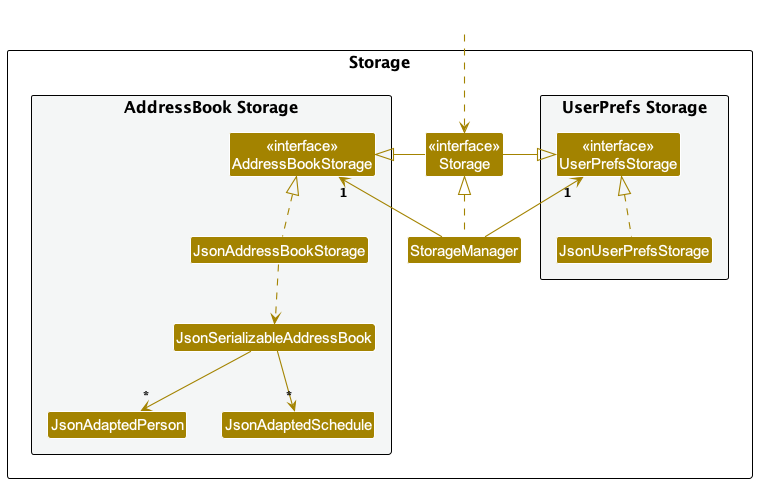 Storage
AddressBook Storage
UserPrefs Storage
«interface»
AddressBookStorage
«interface»
Storage
«interface»
UserPrefsStorage
1
1
JsonAddressBookStorage
StorageManager
JsonUserPrefsStorage
JsonSerializableAddressBook
*
*
JsonAdaptedPerson
JsonAdaptedSchedule